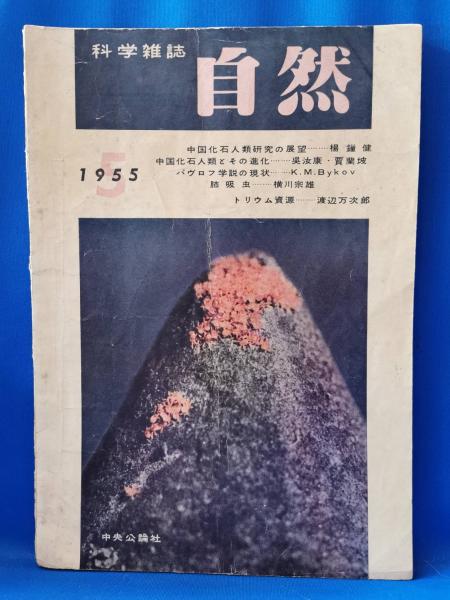 科学雑誌
自然
中国化石人類研究の展望………楊鐘健
中国化石人類とその進化………吳汝康・賈蘭坡
パヴロフ学説の現状………K.M.Bykov
肺吸虫………横川宗雄
トリウム資源………渡辺万次郎
5
1955
中央公論社